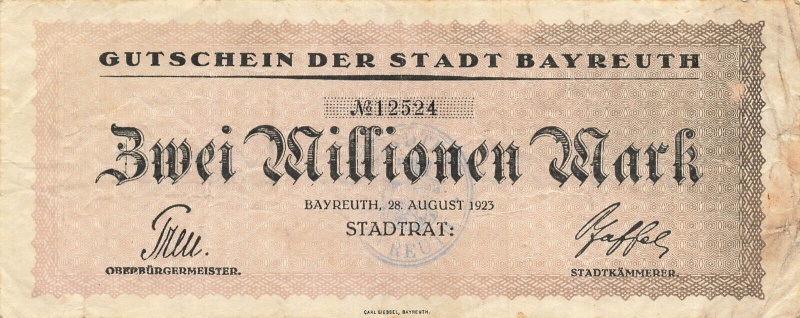 GUTSCHEIN DER STADT BAYREUTH
№12524
Zwei Millionen Mark
BAYREUTH, 28. AUGUST 1923
STADTRAT:
OBERBÜRGERMEISTER.
STADTKÄMMERER.
CARL GIESSEL, BAYREUTH.